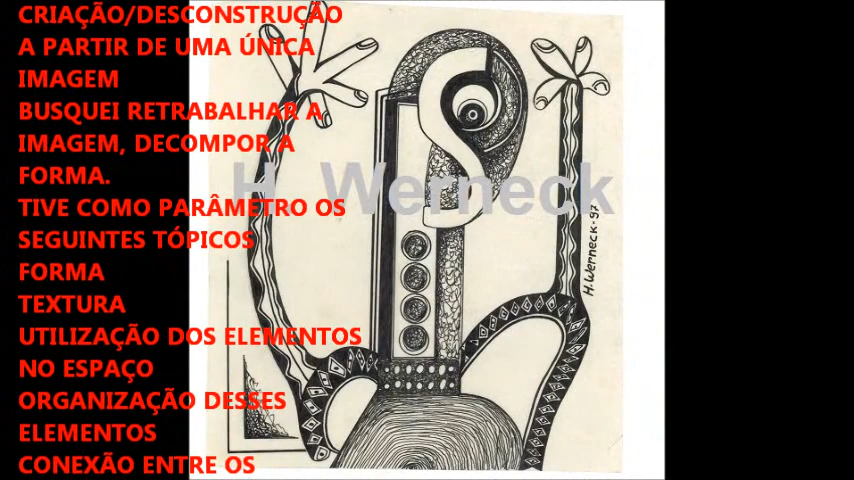 CRIAÇÃO/DESCONSTRUÇÃO
A PARTIR DE UMA ÚNICA
IMAGEM
BUSQUEI RETRABALHAR A
IMAGEM, DECOMPOR A
FORMA.
TIVE COMO PARÂMETRO OS
SEGUINTES TÓPICOS
FORMA
TEXTURA
UTILIZAÇÃO DOS ELEMENTOS
NO ESPAÇO
ORGANIZAÇÃO DESSES
ELEMENTOS
CONEXÃO ENTRE OS
H. Werneck
H. Werneck - 97